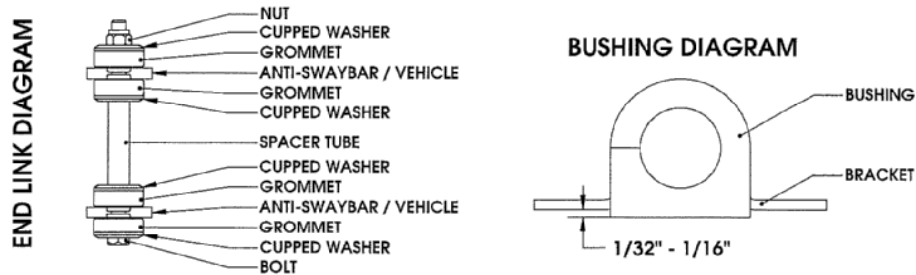 END LINK DIAGRAM
NUT
CUPPED WASHER
GROMMET
ANTI-SWAYBAR / VEHICLE
GROMMET
CUPPED WASHER
SPACER TUBE
CUPPED WASHER
GROMMET
ANTI-SWAYBAR / VEHICLE
GROMMET
CUPPED WASHER
BOLT
BUSHING DIAGRAM
BUSHING
BRACKET
1/32" - 1/16"